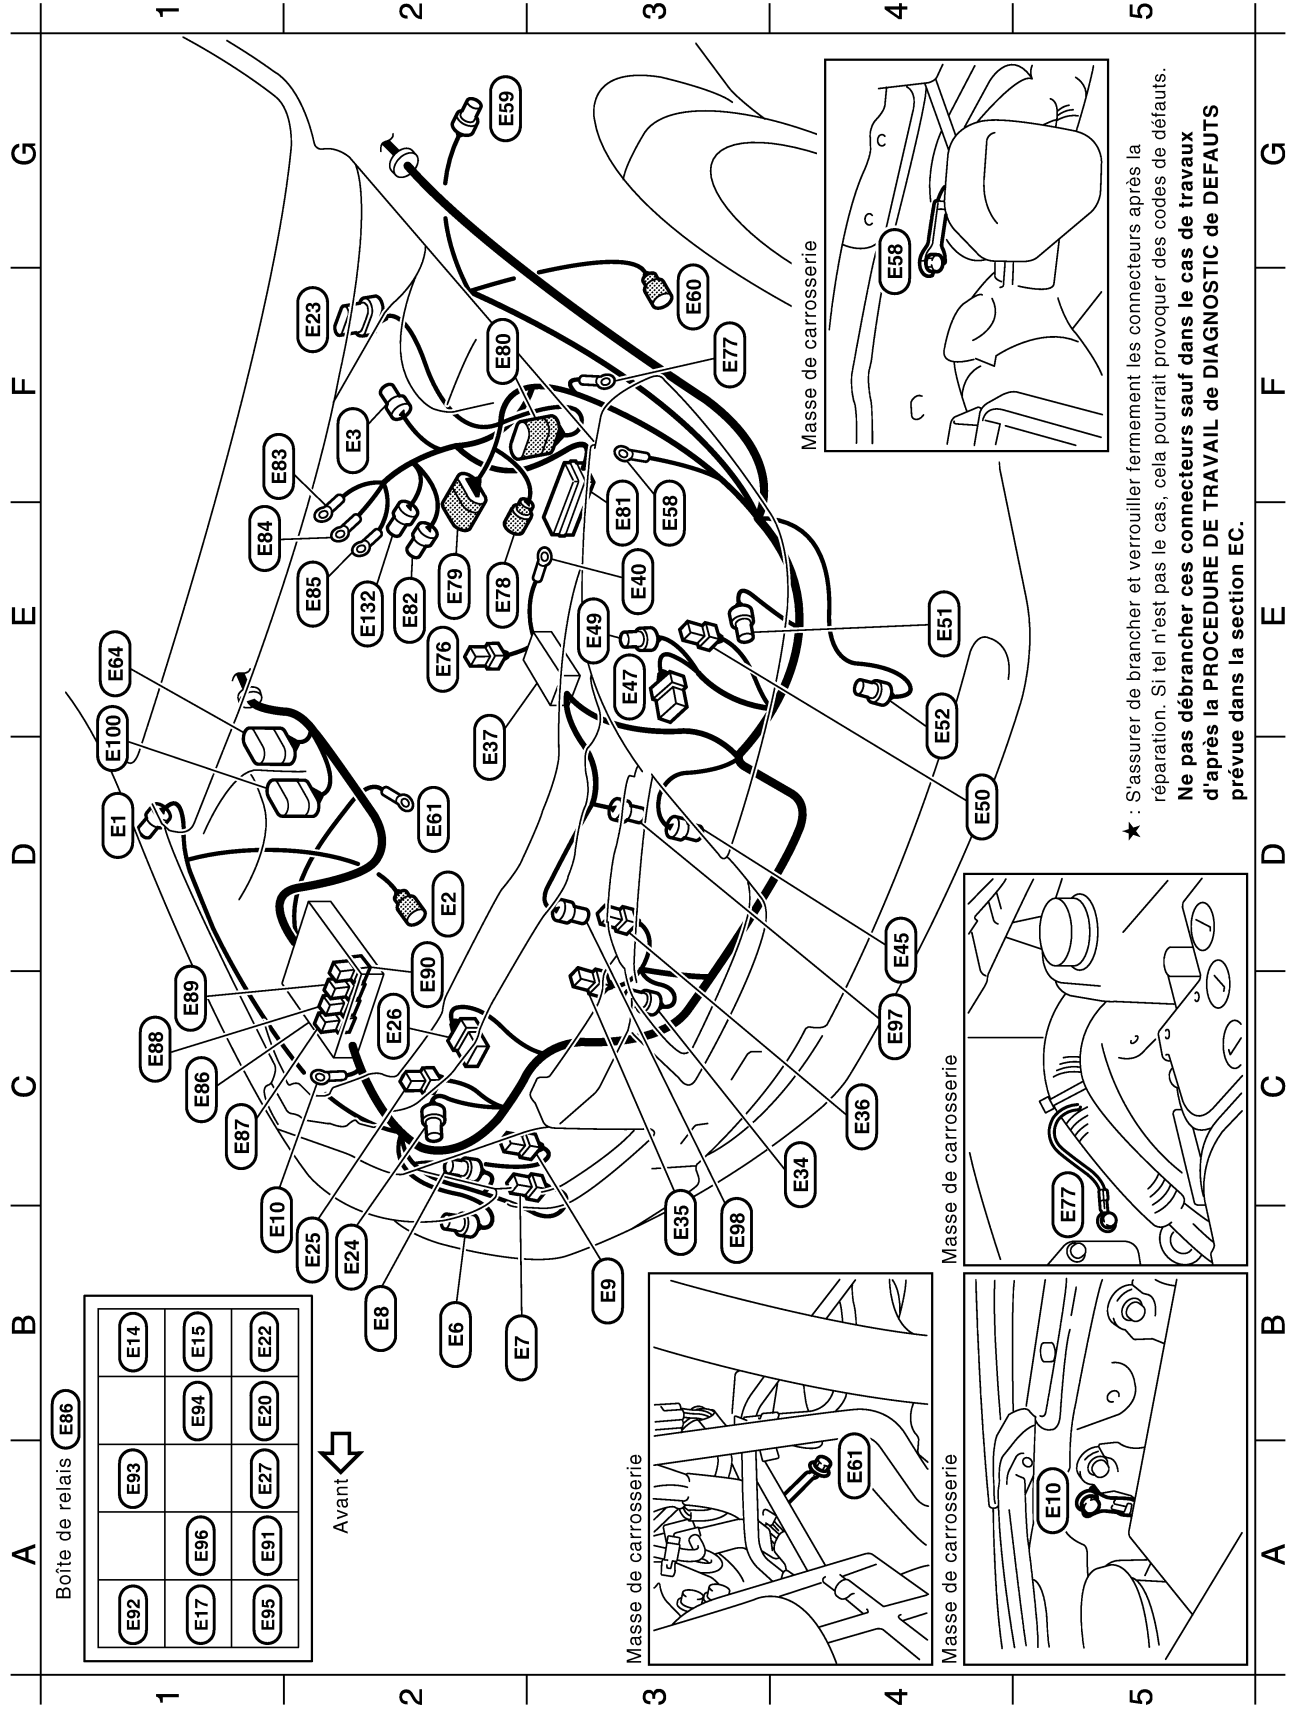 1
2
3
4
5
G
F
E
D
C
B
A
E59
E60
E23
E80
E77
E3
E83
E84
E85
E132
E82
E79
E78
E81
E58
E40
E76
E49
E47
E37
E51
E52
E50
E64
E100
E1
E61
E2
E45
E97
E90
E89
E88
E86
E87
E26
E10
E25
E24
E8
E6
E7
E9
E35
E98
E34
E36
Boîte de relais E86
E92
E93
E14
E17
E96
E94
E15
E95
E91
E27
E20
E22
Avant
Masse de carrosserie
E58
Masse de carrosserie
E77
Masse de carrosserie
E61
Masse de carrosserie
E10
★ : S'assurer de brancher et verrouiller fermement les connecteurs après la
réparation. Si tel n'est pas le cas, cela pourrait provoquer des codes de défauts.
Ne pas débrancher ces connecteurs sauf dans le cas de travaux
d'après la PROCEDURE DE TRAVAIL de DIAGNOSTIC de DEFAUTS
prévue dans la section EC.
A
B
C
D
E
F
G
1
2
3
4
5